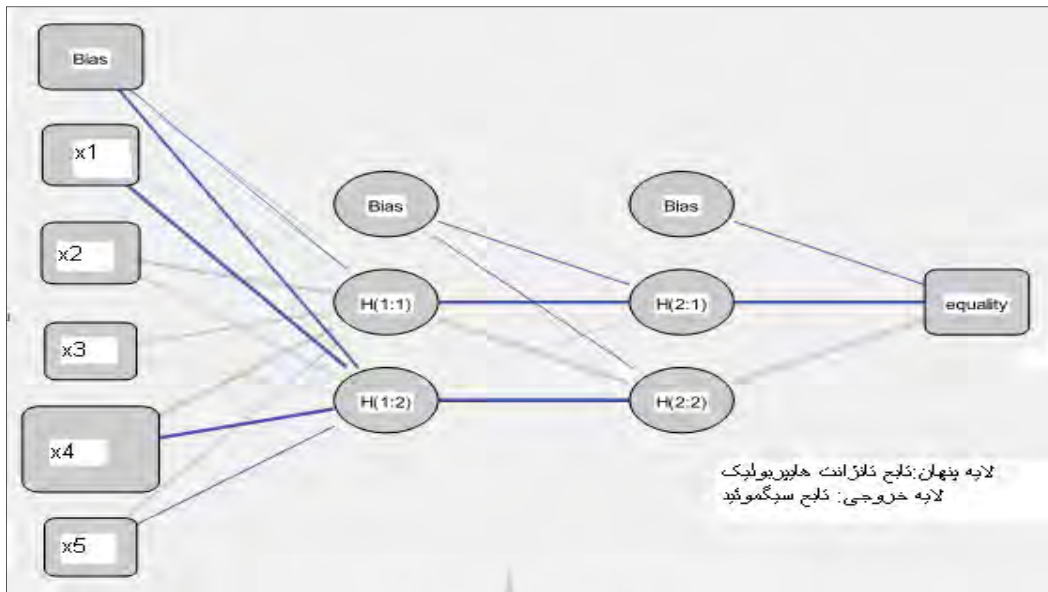 Bias
x1
x2
x3
x4
x5
Bias
H(1:1)
H(1:2)
Bias
H(2:1)
H(2:2)
equality
لایه پنهان:تابع تانژانت هایپربولیک
لایه خروجی: تابع سیگموئید